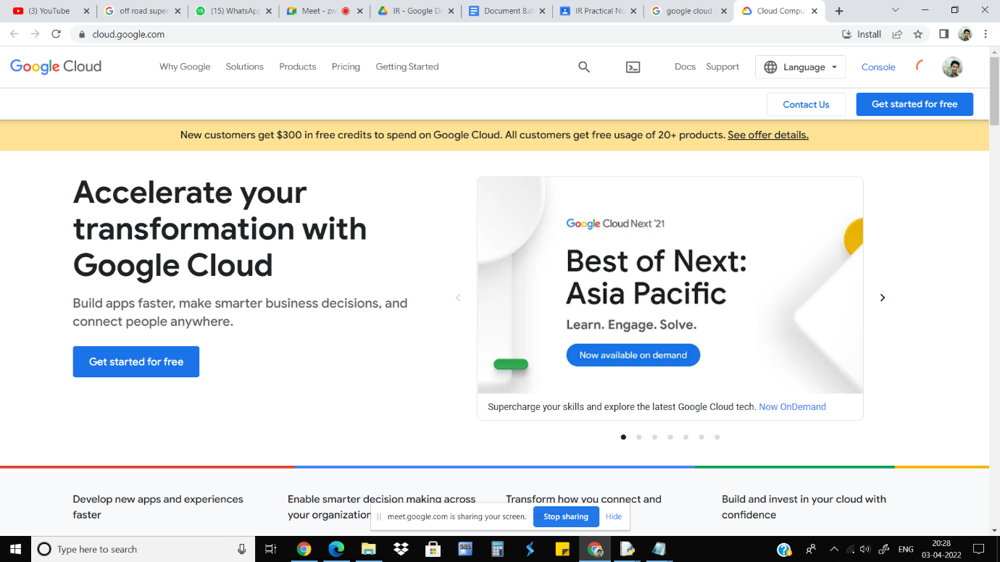 (3) YouTube
off road super
(15) WhatsApp
Meet - zw
IR - Google Dr
Document 8.d
IR Practical No
google cloud
Cloud Compu
cloud.google.com
Install
Google Cloud
Why Google
Solutions
Products
Pricing
Getting Started
Docs
Support
Language
Console
Contact Us
Get started for free
New customers get $300 in free credits to spend on Google Cloud. All customers get free usage of 20+ products. See offer details.
Accelerate your
transformation with
Google Cloud
Build apps faster, make smarter business decisions, and
connect people anywhere.
Get started for free
Google Cloud Next '21
Best of Next:
Asia Pacific
Learn. Engage. Solve.
Now available on demand
Supercharge your skills and explore the latest Google Cloud tech. Now OnDemand
Develop new apps and experiences
faster
Enable smarter decision making across
your organization
Transform how you connect and
Build and invest in your cloud with
confidence
meet.google.com is sharing your screen.
Stop sharing
Hide
Type here to search
sas
ENG
20:28
03-04-2022